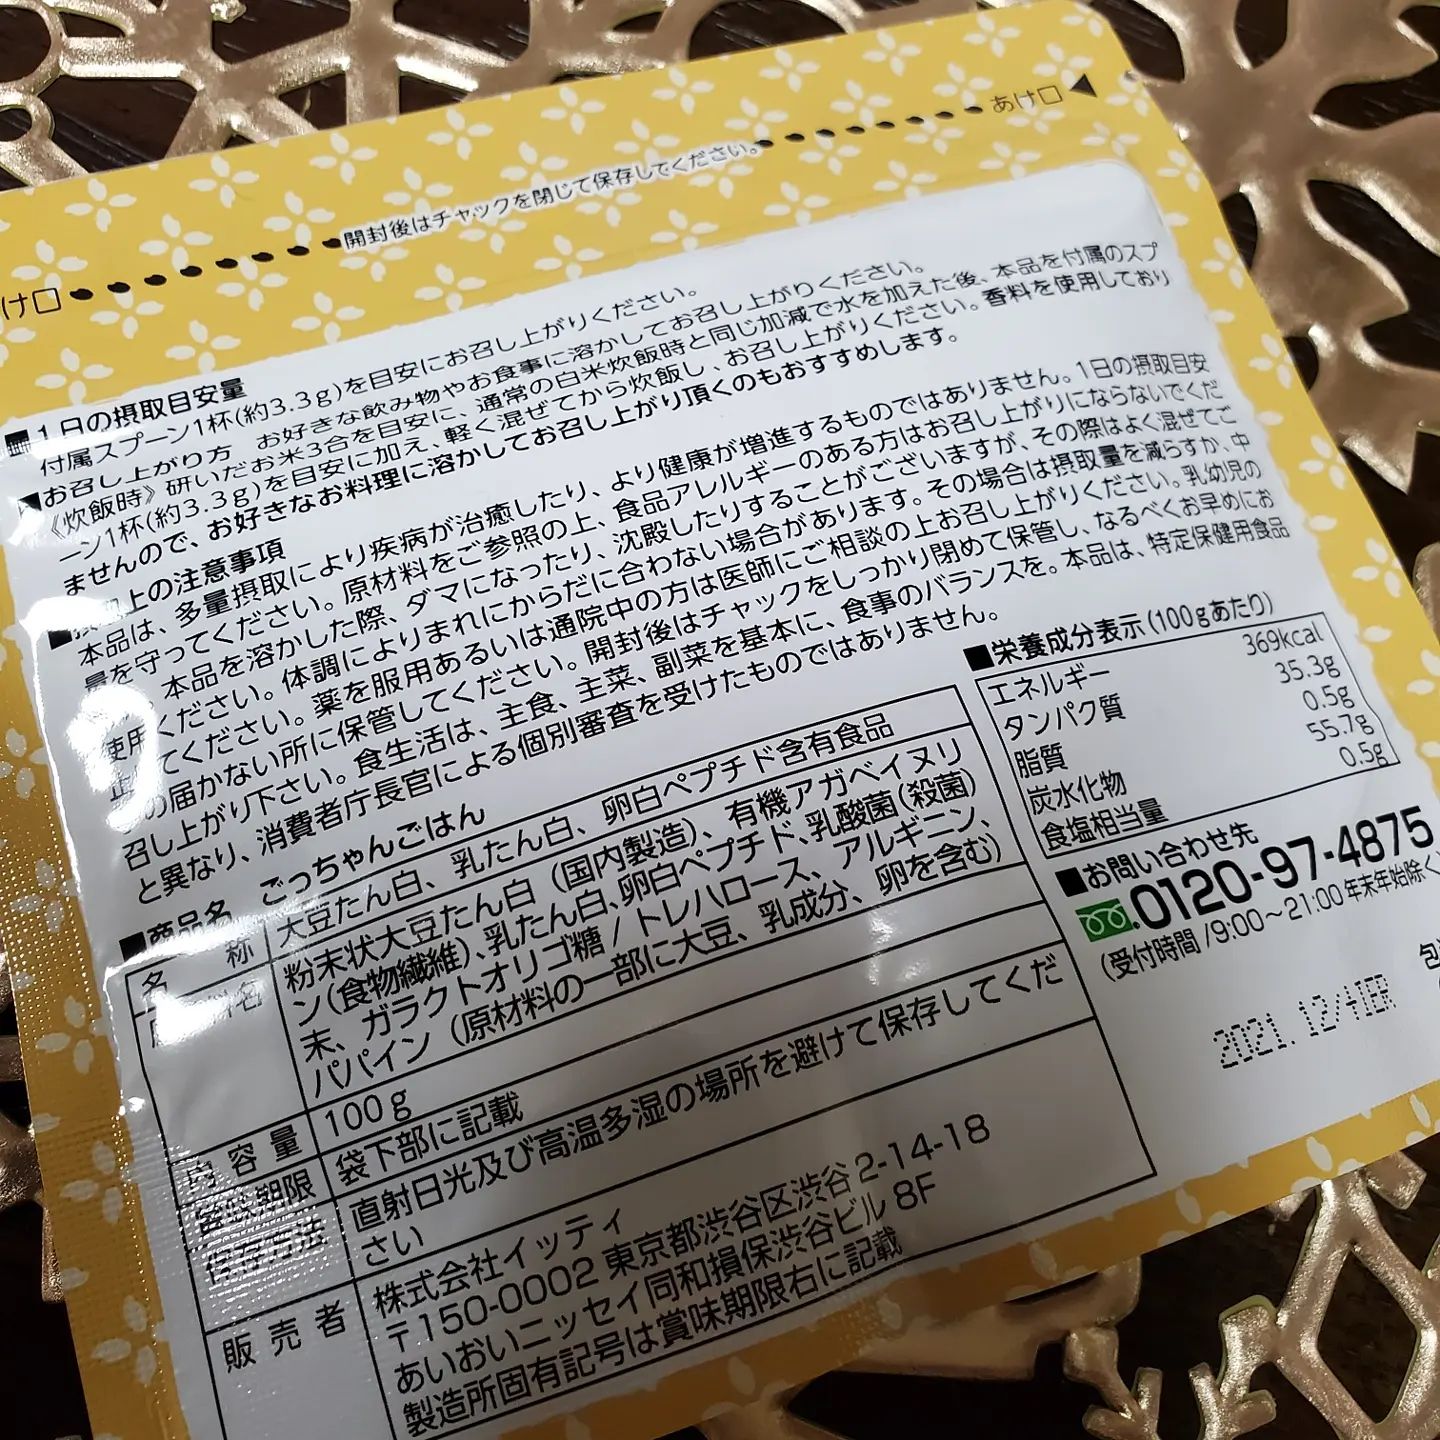 あけ口
開封後はチャックを閉じて保存してください。
け口
■1日の摂取目安量
付属スプーン1杯(約3.3g)を目安にお召し上がりください。
■お召し上がり方 お好きな飲み物やお食事に溶かしてお召し上がりください。
《炊飯時》研いだお米3合を目安に、通常の白米炊飯時と同じ加減で水を加えた後、本品を付属のスプ
ーン1杯(約3.3g)を目安に加え、軽く混ぜてから炊飯し、お召し上がりください。香料を使用しており
ませんので、お好きなお料理に溶かしてお召し上がり頂くのもおすすめします。
上の注意事項
本品は、多量摂取により疾病が治癒したり、より健康が増進するものではありません。1日の摂取目安
量を守ってください。原材料をご参照の上、食品アレルギーのある方はお召し上がりにならないでくだ
本品を溶かした際、ダマになったり、沈殿したりすることがございますが、その際はよく混ぜてご
使用ください。体調によりまれにからだに合わない場合があります。その場合は摂取量を減らすか、中
止してください。薬を服用あるいは通院中の方は医師にご相談の上お召し上がりください。乳幼児の
の届かない所に保管してください。開封後はチャックをしっかり閉めて保管し、なるべくお早めにお
召し上がり下さい。食生活は、主食、主菜、副菜を基本に、食事のバランスを。本品は、特定保健用食品
と異なり、消費者庁長官による個別審査を受けたものではありません。
■商品名 ごっちゃんごはん
名 称 大豆たん白、乳たん白、卵白ペプチド含有食品
料名 粉末状大豆たん白(国内製造)、有機アガベイヌリ
ン(食物繊維)、乳たん白、卵白ペプチド、乳酸菌(殺菌)
末、ガラクトオリゴ糖/トレハロース、アルギニン、
パパイン(原材料の一部に大豆、乳成分、卵を含む)
内容量 100g
賞味期限 袋下部に記載
保存方法 直射日光及び高温多湿の場所を避けて保存してくだ
さい
販売者 株式会社イッティ
〒150-0002 東京都渋谷区渋谷2-14-18
あいおいニッセイ同和損保渋谷ビル8F
製造所固有記号は賞味期限右に記載
■栄養成分表示(100gあたり)
エネルギー 369kcal
タンパク質 35.3g
脂質 0.5g
炭水化物 55.7g
食塩相当量 0.5g
■お問い合わせ先
0120-97-4875
(受付時間/9:00～21:00 年末年始除く
2021.12/+IER